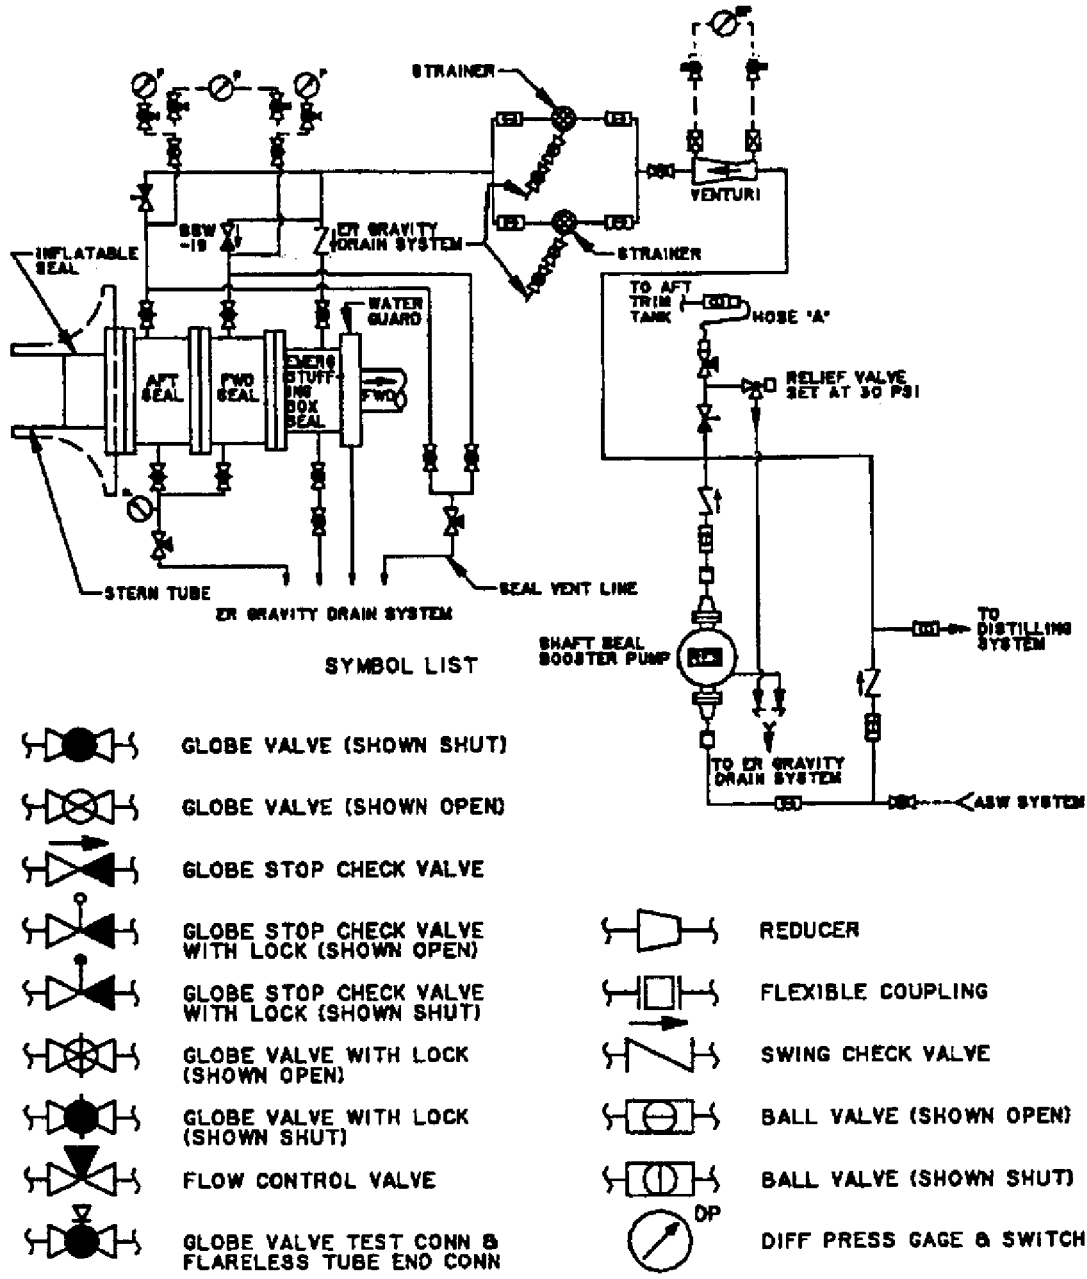 DP
P
P
P
STRAINER
VENTURI
SSW
-19
ER GRAVITY
DRAIN SYSTEM
STRAINER
INFLATABLE
SEAL
WATER
GUARD
TO AFT
TRIM
TANK
HOSE "A"
AFT
SEAL
FWD
SEAL
EMERG
STUFF-
ING
BOX
SEAL
FWD
RELIEF VALVE
SET AT 30 PSI
STERN TUBE
SEAL VENT LINE
ER GRAVITY DRAIN SYSTEM
SHAFT SEAL
BOOSTER PUMP
TO
DISTILLING
SYSTEM
TO ER GRAVITY
DRAIN SYSTEM
ASW SYSTEM
SYMBOL LIST
GLOBE VALVE (SHOWN SHUT)
GLOBE VALVE (SHOWN OPEN)
GLOBE STOP CHECK VALVE
GLOBE STOP CHECK VALVE
WITH LOCK (SHOWN OPEN)
GLOBE STOP CHECK VALVE
WITH LOCK (SHOWN SHUT)
GLOBE VALVE WITH LOCK
(SHOWN OPEN)
GLOBE VALVE WITH LOCK
(SHOWN SHUT)
FLOW CONTROL VALVE
GLOBE VALVE TEST CONN &
FLARELESS TUBE END CONN
REDUCER
FLEXIBLE COUPLING
SWING CHECK VALVE
BALL VALVE (SHOWN OPEN)
BALL VALVE (SHOWN SHUT)
DP
DIFF PRESS GAGE & SWITCH